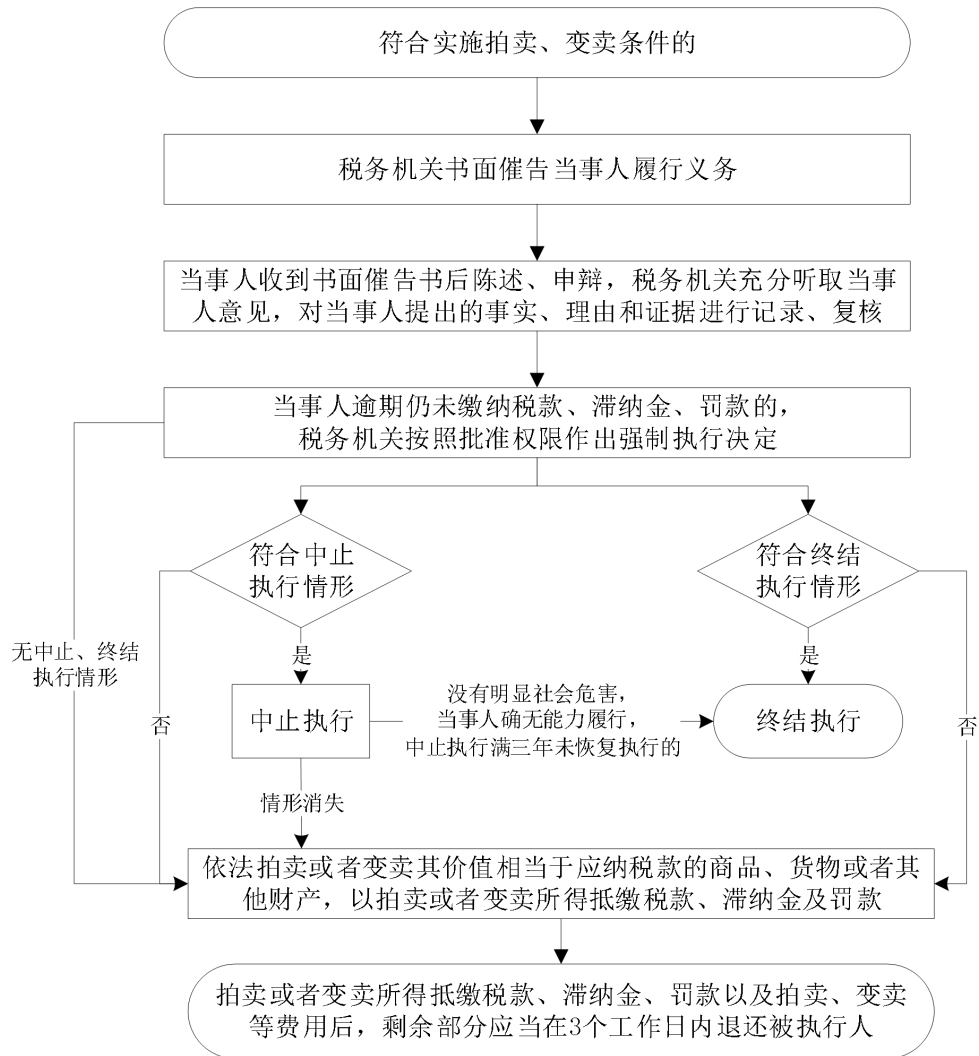 符合实施拍卖、变卖条件的
税务机关书面催告当事人履行义务
当事人收到书面催告书后陈述、申辩，税务机关充分听取当事
人意见，对当事人提出的事实、理由和证据进行记录、复核
当事人逾期仍未缴纳税款、滞纳金、罚款的，
税务机关按照批准权限作出强制执行决定
符合中止
执行情形
符合终结
执行情形
无中止、终结
执行情形
是
是
否
中止执行
没有明显社会危害，
当事人确无能力履行，
中止执行满三年未恢复执行的
终结执行
否
情形消失
依法拍卖或者变卖其价值相当于应纳税款的商品、货物或者其
他财产，以拍卖或者变卖所得抵缴税款、滞纳金及罚款
拍卖或者变卖所得抵缴税款、滞纳金、罚款以及拍卖、变卖
等费用后，剩余部分应当在3个工作日内退还被执行人